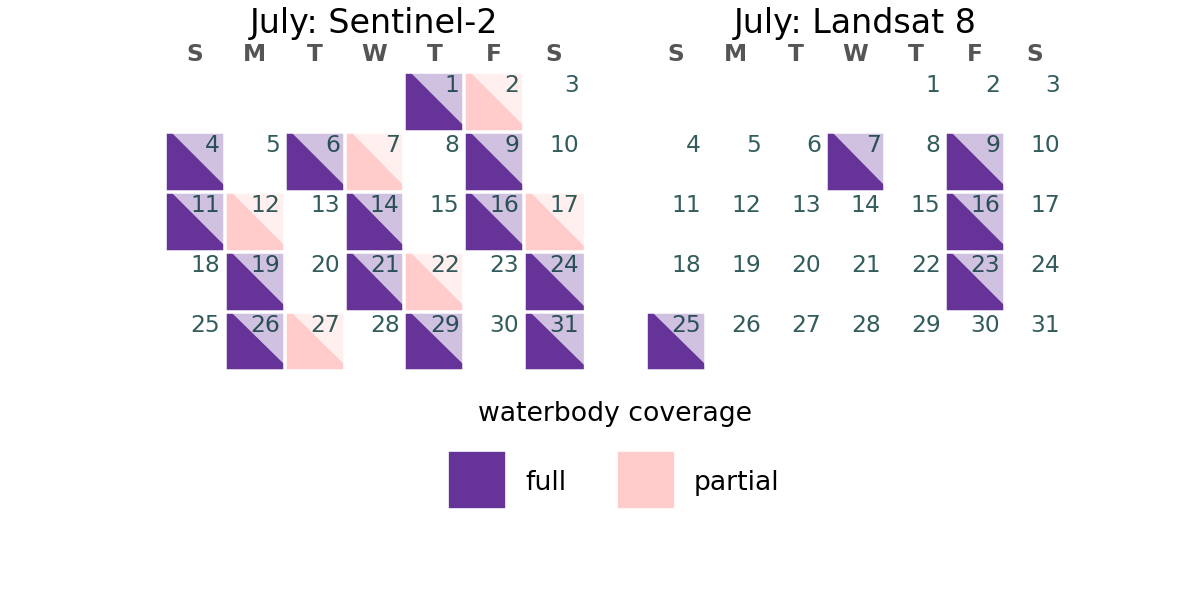 July: Sentinel-2
S M T W T F S
1 2 3
4 5 6 7 8 9 10
11 12 13 14 15 16 17
18 19 20 21 22 23 24
25 26 27 28 29 30 31
July: Landsat 8
S M T W T F S
1 2 3
4 5 6 7 8 9 10
11 12 13 14 15 16 17
18 19 20 21 22 23 24
25 26 27 28 29 30 31
waterbody coverage
full partial